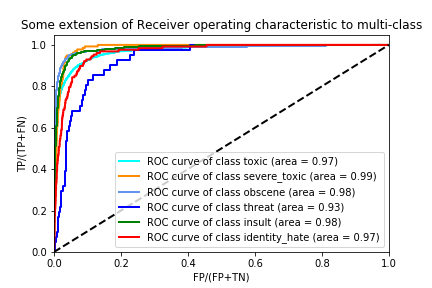 Some extension of Receiver operating characteristic to multi-class
TP/(TP+FN)
1.0
0.8
0.6
0.4
0.2
0.0
ROC curve of class toxic (area = 0.97)
ROC curve of class severe_toxic (area = 0.99)
ROC curve of class obscene (area = 0.98)
ROC curve of class threat (area = 0.93)
ROC curve of class insult (area = 0.98)
ROC curve of class identity_hate (area = 0.97)
0.0 0.2 0.4 0.6 0.8 1.0
FP/(FP+TN)